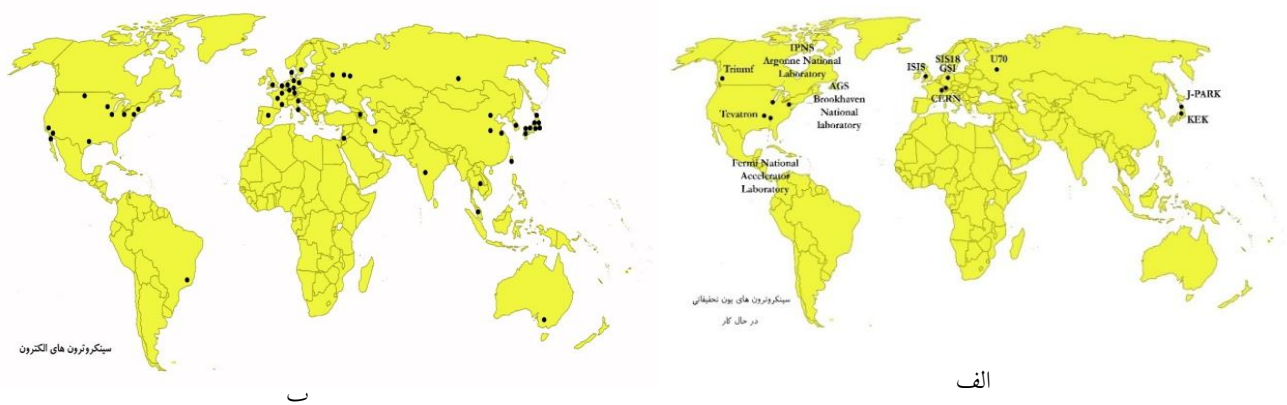 سینکروترون های الکترون
ب
IPNS
Argonne National
Laboratory
Triumf
ISIS
SIS18
GSI
U70
CERN
AGS
Brookhaven
National
laboratory
Tevatron
J-PARK
KEK
Fermi National
Accelerator
Laboratory
سینکروترون های یون تحقیقاتی
در حال کار
الف